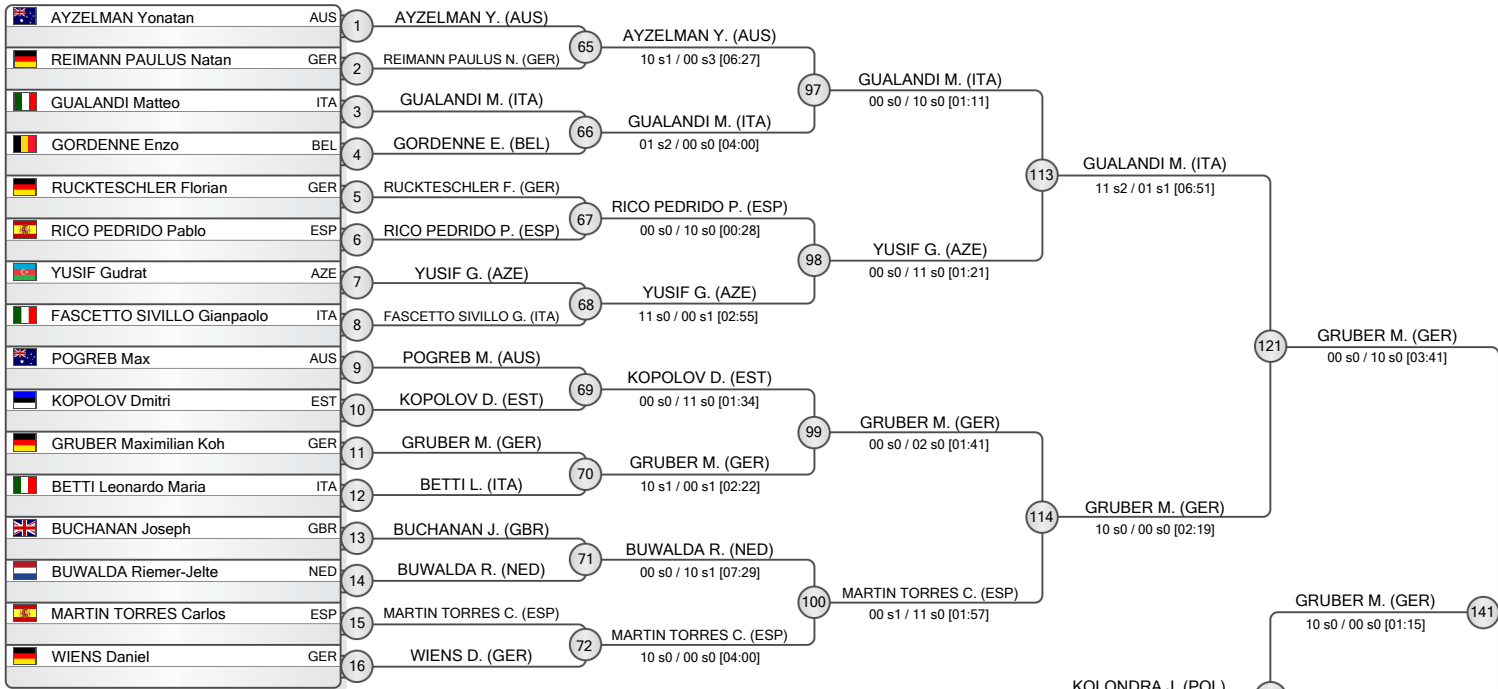 AYZELMAN Yonatan AUS
REIMANN PAULUS Natan GER
GUALANDI Matteo ITA
GORDENNE Enzo BEL
RUCKTESCHLER Florian GER
RICO PEDRIDO Pablo ESP
YUSIF Gudrat AZE
FASCETTO SIVILLO Gianpaolo ITA
POGREB Max AUS
KOPOLOV Dmitri EST
GRUBER Maximilian Koh GER
BETTI Leonardo Maria ITA
BUCHANAN Joseph GBR
BUWALDA Riemer-Jelte NED
MARTIN TORRES Carlos ESP
WIENS Daniel GER
1 AYZELMAN Y. (AUS)
2 REIMANN PAULUS N. (GER)
3 GUALANDI M. (ITA)
4 GORDENNE E. (BEL)
5 RUCKTESCHLER F. (GER)
6 RICO PEDRIDO P. (ESP)
7 YUSIF G. (AZE)
8 FASCETTO SIVILLO G. (ITA)
9 POGREB M. (AUS)
10 KOPOLOV D. (EST)
11 GRUBER M. (GER)
12 BETTI L. (ITA)
13 BUCHANAN J. (GBR)
14 BUWALDA R. (NED)
15 MARTIN TORRES C. (ESP)
16 WIENS D. (GER)
65 AYZELMAN Y. (AUS)
10 s1 / 00 s3 [06:27]
66 GUALANDI M. (ITA)
01 s2 / 00 s0 [04:00]
67 RICO PEDRIDO P. (ESP)
00 s0 / 10 s0 [00:28]
68 YUSIF G. (AZE)
11 s0 / 00 s1 [02:55]
69 KOPOLOV D. (EST)
00 s0 / 11 s0 [01:34]
70 GRUBER M. (GER)
10 s1 / 00 s1 [02:22]
71 BUWALDA R. (NED)
00 s0 / 10 s1 [07:29]
72 MARTIN TORRES C. (ESP)
10 s0 / 00 s0 [04:00]
97 GUALANDI M. (ITA)
00 s0 / 10 s0 [01:11]
98 YUSIF G. (AZE)
00 s0 / 11 s0 [01:21]
99 GRUBER M. (GER)
00 s0 / 02 s0 [01:41]
100 MARTIN TORRES C. (ESP)
00 s1 / 11 s0 [01:57]
113 GUALANDI M. (ITA)
11 s2 / 01 s1 [06:51]
114 GRUBER M. (GER)
10 s0 / 00 s0 [02:19]
121 GRUBER M. (GER)
00 s0 / 10 s0 [03:41]
GRUBER M. (GER) 141
10 s0 / 00 s0 [01:15]
KOLONDRA J. (POL)